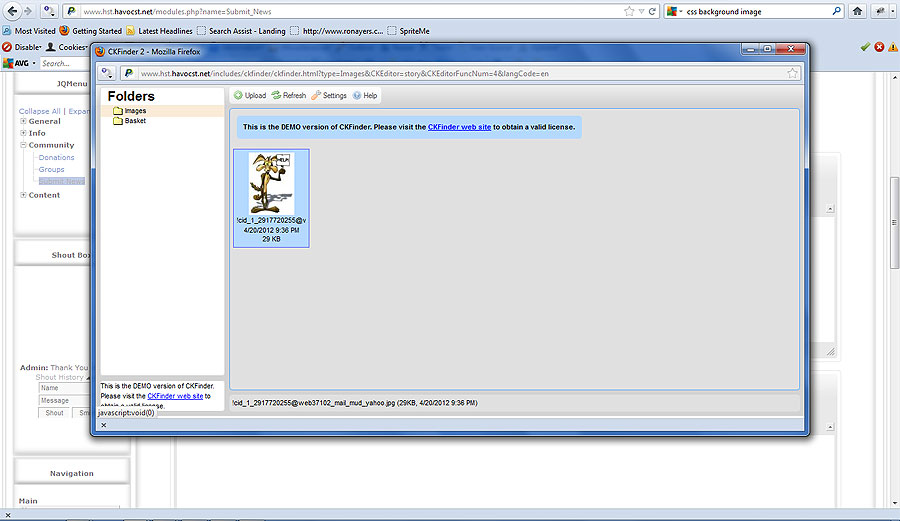 www.hst.havocst.net/modules.php?name=Submit_News
css background image
Most Visited Getting Started Latest Headlines Search Assist - Landing http://www.ronayers.c... SpriteMe
Disable Cookies
AVG Search...
CKFinder 2 - Mozilla Firefox
www.hst.havocst.net/includes/ckfinder/ckfinder.html?type=Images&CKEditor=story&CKEditorFuncNum=4&langCode=en
JQMenu
Collapse All | Expan
General
Info
Community
Donations
Groups
Submit News
Content
Shout Box
Admin: Thank You
Shout History
Name
Message
Shout Sm
Navigation
Main
Folders
Images
Basket
This is the DEMO version of CKFinder.
Please visit the CKFinder web site to
obtain a valid license.
javascript:void(0)
Upload Refresh Settings Help
This is the DEMO version of CKFinder. Please visit the CKFinder web site to obtain a valid license.
HELP!
!cid_1_2917720255@v
4/20/2012 9:36 PM
29 KB
!cid_1_2917720255@web37102_mail_mud_yahoo.jpg (29KB, 4/20/2012 9:36 PM)